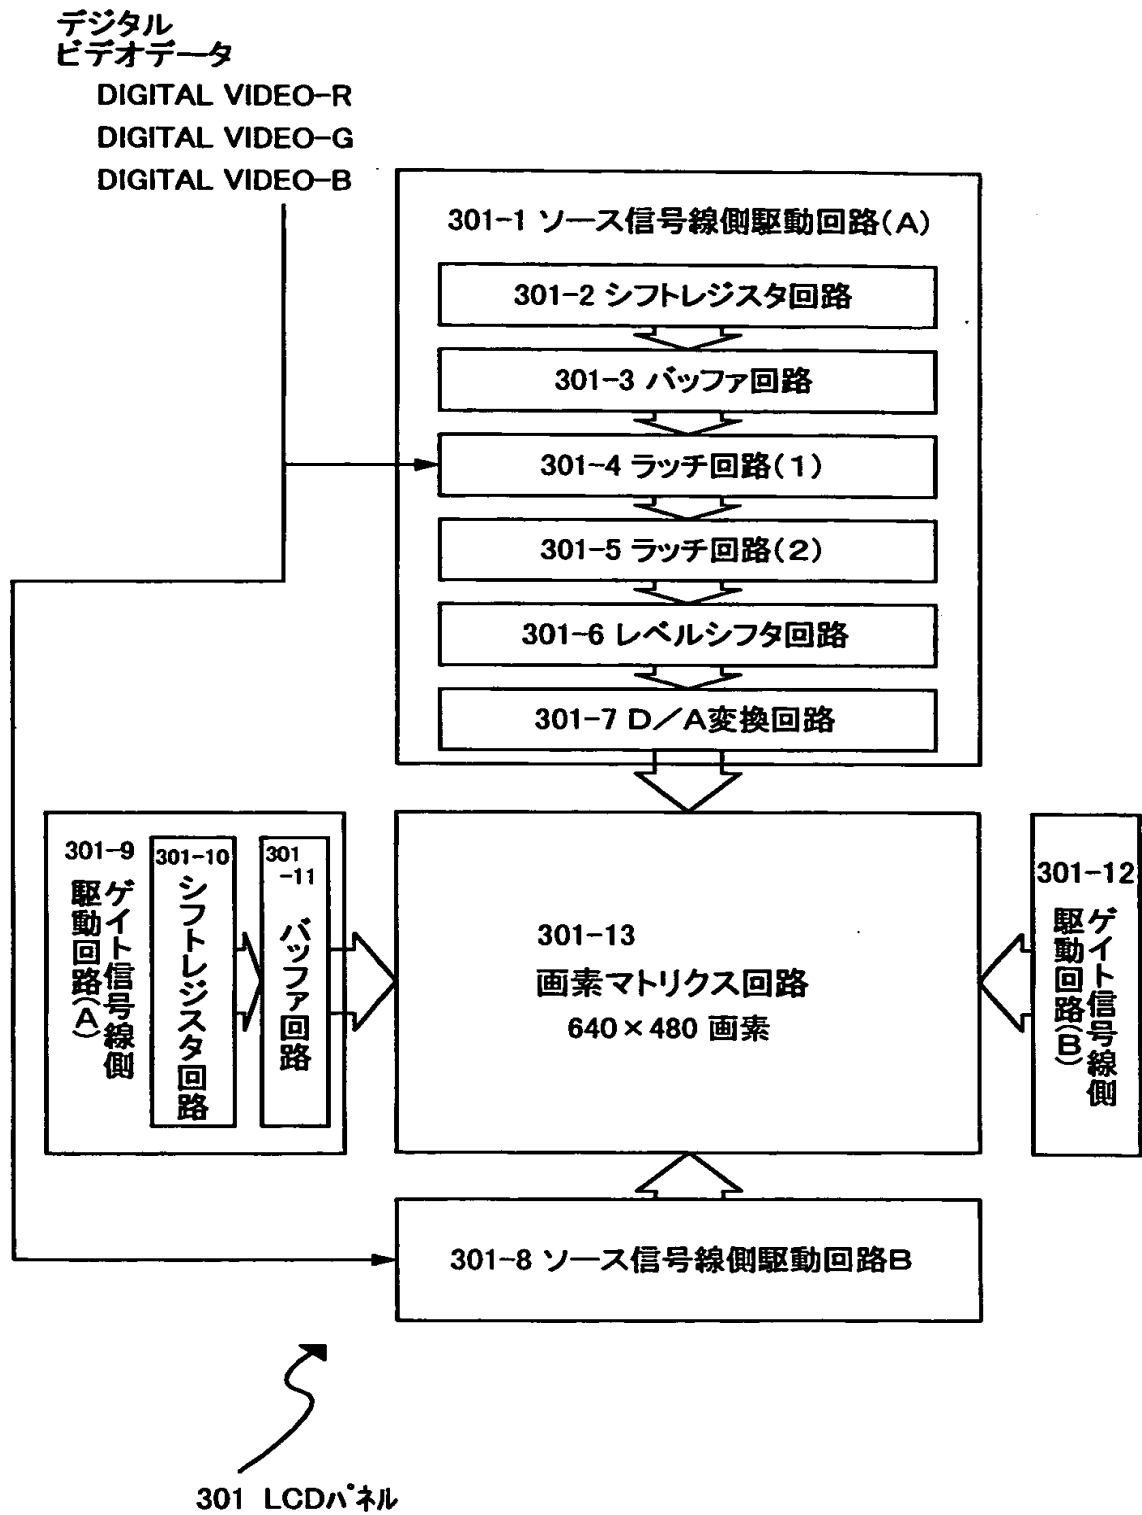 デジタル
ビデオデータ
DIGITAL VIDEO-R
DIGITAL VIDEO-G
DIGITAL VIDEO-B
301-1 ソース信号線側駆動回路(A)
301-2 シフトレジスタ回路
301-3 バッファ回路
301-4 ラッチ回路(1)
301-5 ラッチ回路(2)
301-6 レベルシフタ回路
301-7 D/A変換回路
301-9
ゲイト信号線側
駆動回路(A)
301-10
シフトレジスタ回路
301
-11
バッファ回路
301-13
画素マトリクス回路
640×480 画素
301-12
ゲイト信号線側
駆動回路(B)
301-8 ソース信号線側駆動回路B
301 LCDパネル